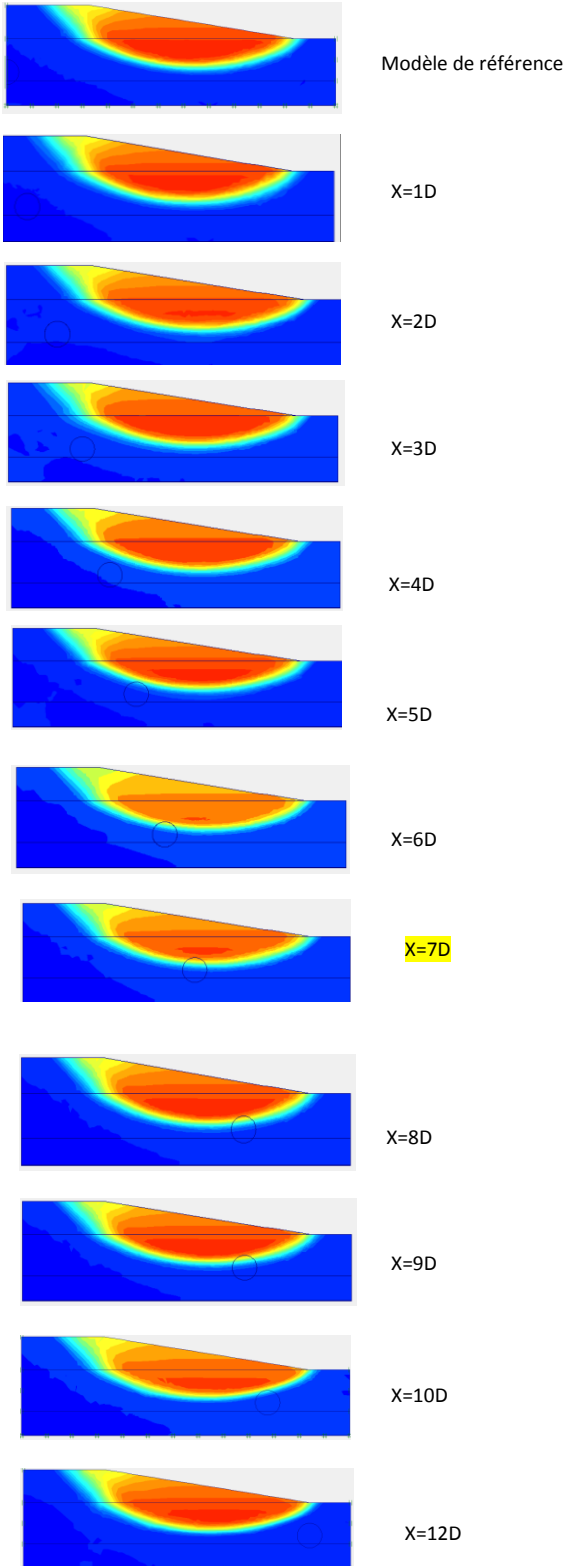 Modèle de référence
X=1D
X=2D
X=3D
X=4D
X=5D
X=6D
X=7D
X=8D
X=9D
X=10D
X=12D